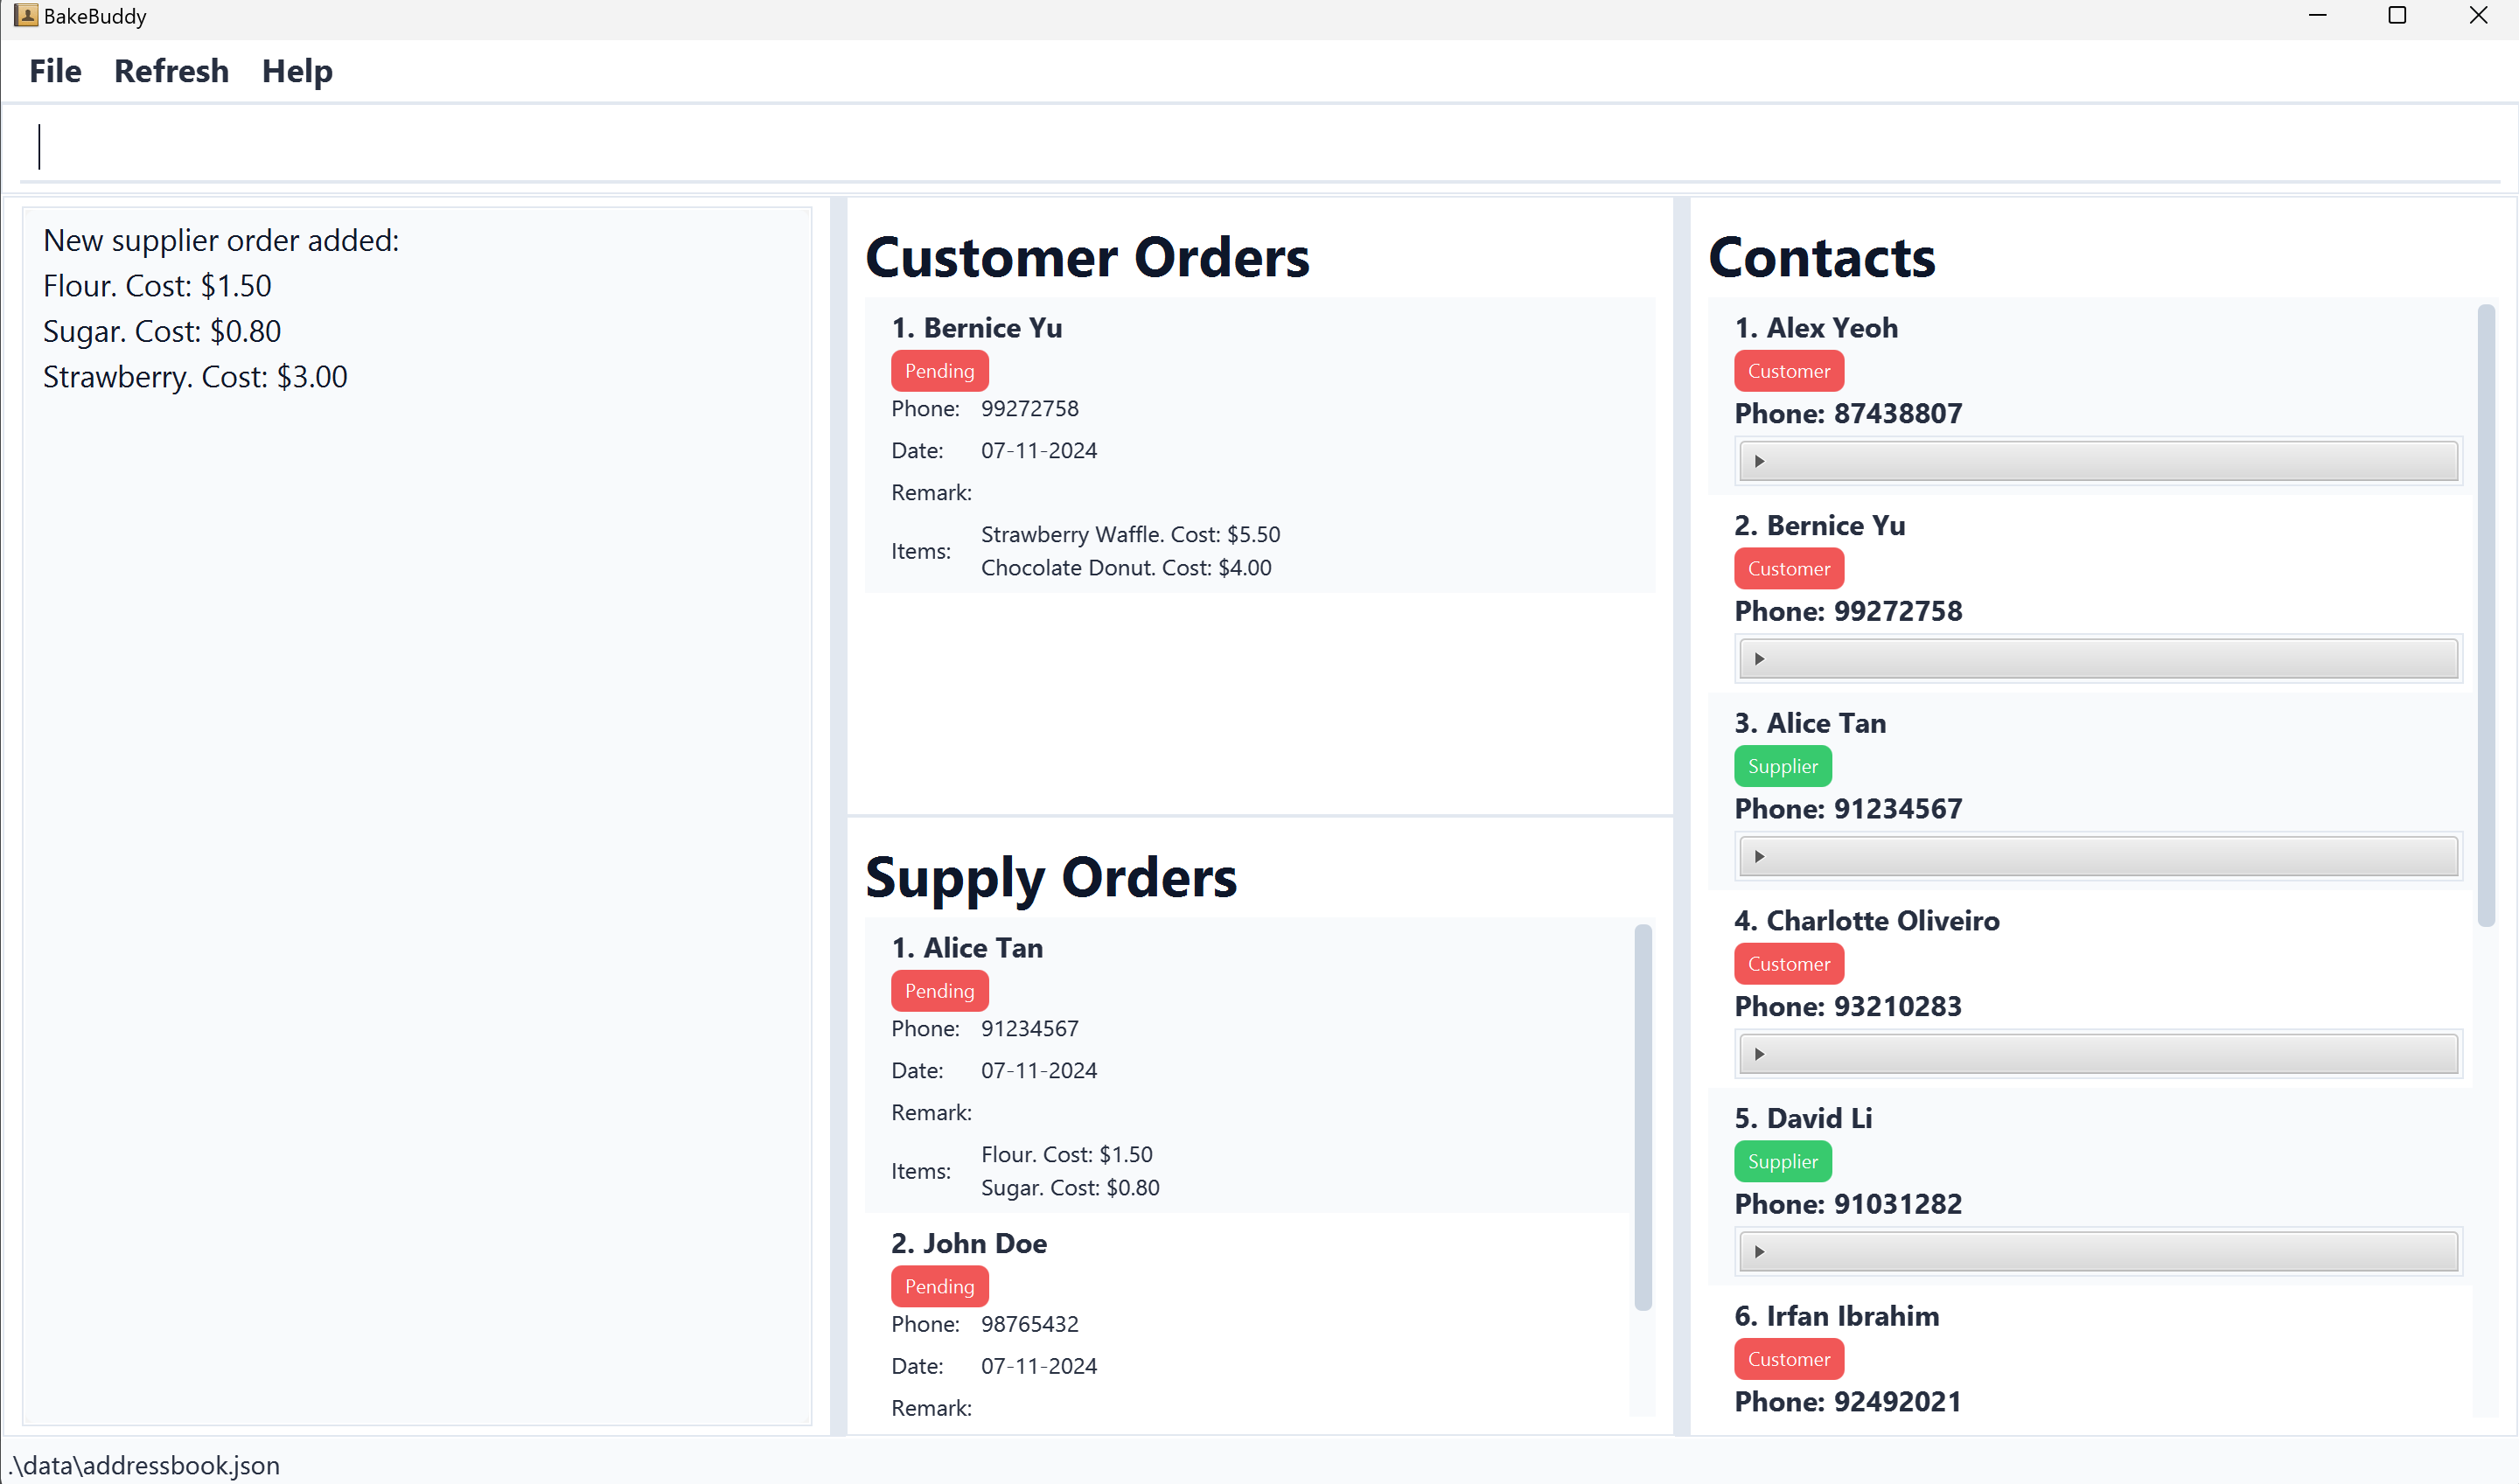 BakeBuddy
File Refresh Help
New supplier order added:
Flour. Cost: $1.50
Sugar. Cost: $0.80
Strawberry. Cost: $3.00
Customer Orders
1. Bernice Yu
Pending
Phone: 99272758
Date: 07-11-2024
Remark:
Items: Strawberry Waffle. Cost: $5.50
Chocolate Donut. Cost: $4.00
Supply Orders
1. Alice Tan
Pending
Phone: 91234567
Date: 07-11-2024
Remark:
Items: Flour. Cost: $1.50
Sugar. Cost: $0.80
2. John Doe
Pending
Phone: 98765432
Date: 07-11-2024
Remark:
Contacts
1. Alex Yeoh
Customer
Phone: 87438807
2. Bernice Yu
Customer
Phone: 99272758
3. Alice Tan
Supplier
Phone: 91234567
4. Charlotte Oliveiro
Customer
Phone: 93210283
5. David Li
Supplier
Phone: 91031282
6. Irfan Ibrahim
Customer
Phone: 92492021
.\data\addressbook.json